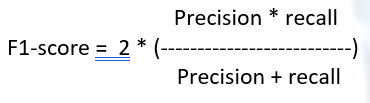 Precision * recall
F1-score = 2 * (--------------------------)
Precision + recall